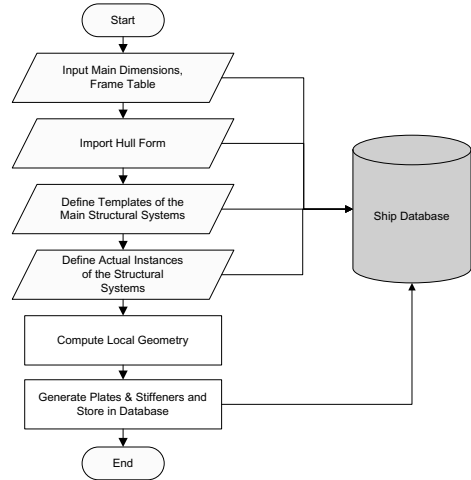 Start
Input Main Dimensions,
Frame Table
Import Hull Form
Define Templates of the
Main Structural Systems
Ship Database
Define Actual Instances
of the Structural
Systems
Compute Local Geometry
Generate Plates & Stiffeners and
Store in Database
End